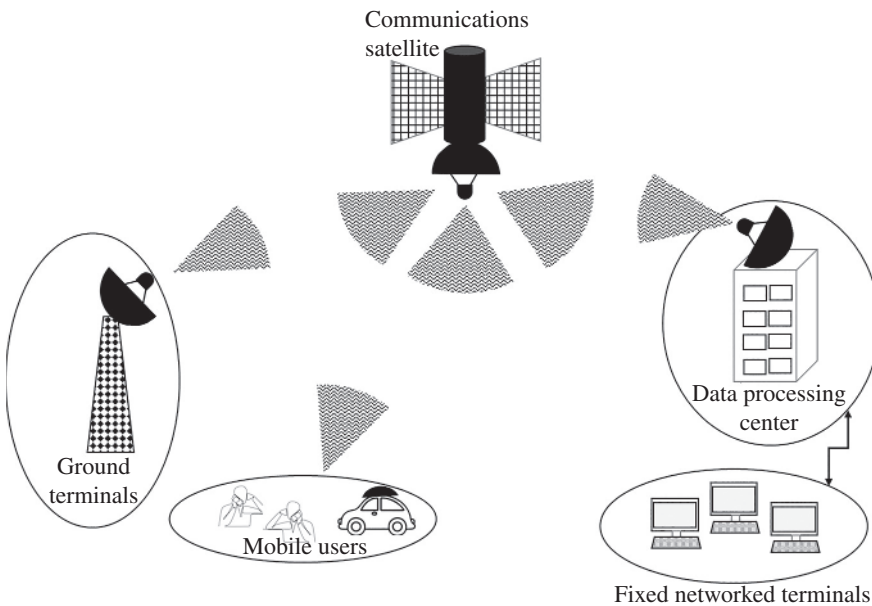 Communications
satellite
Data processing
center
Ground
terminals
Mobile users
Fixed networked terminals